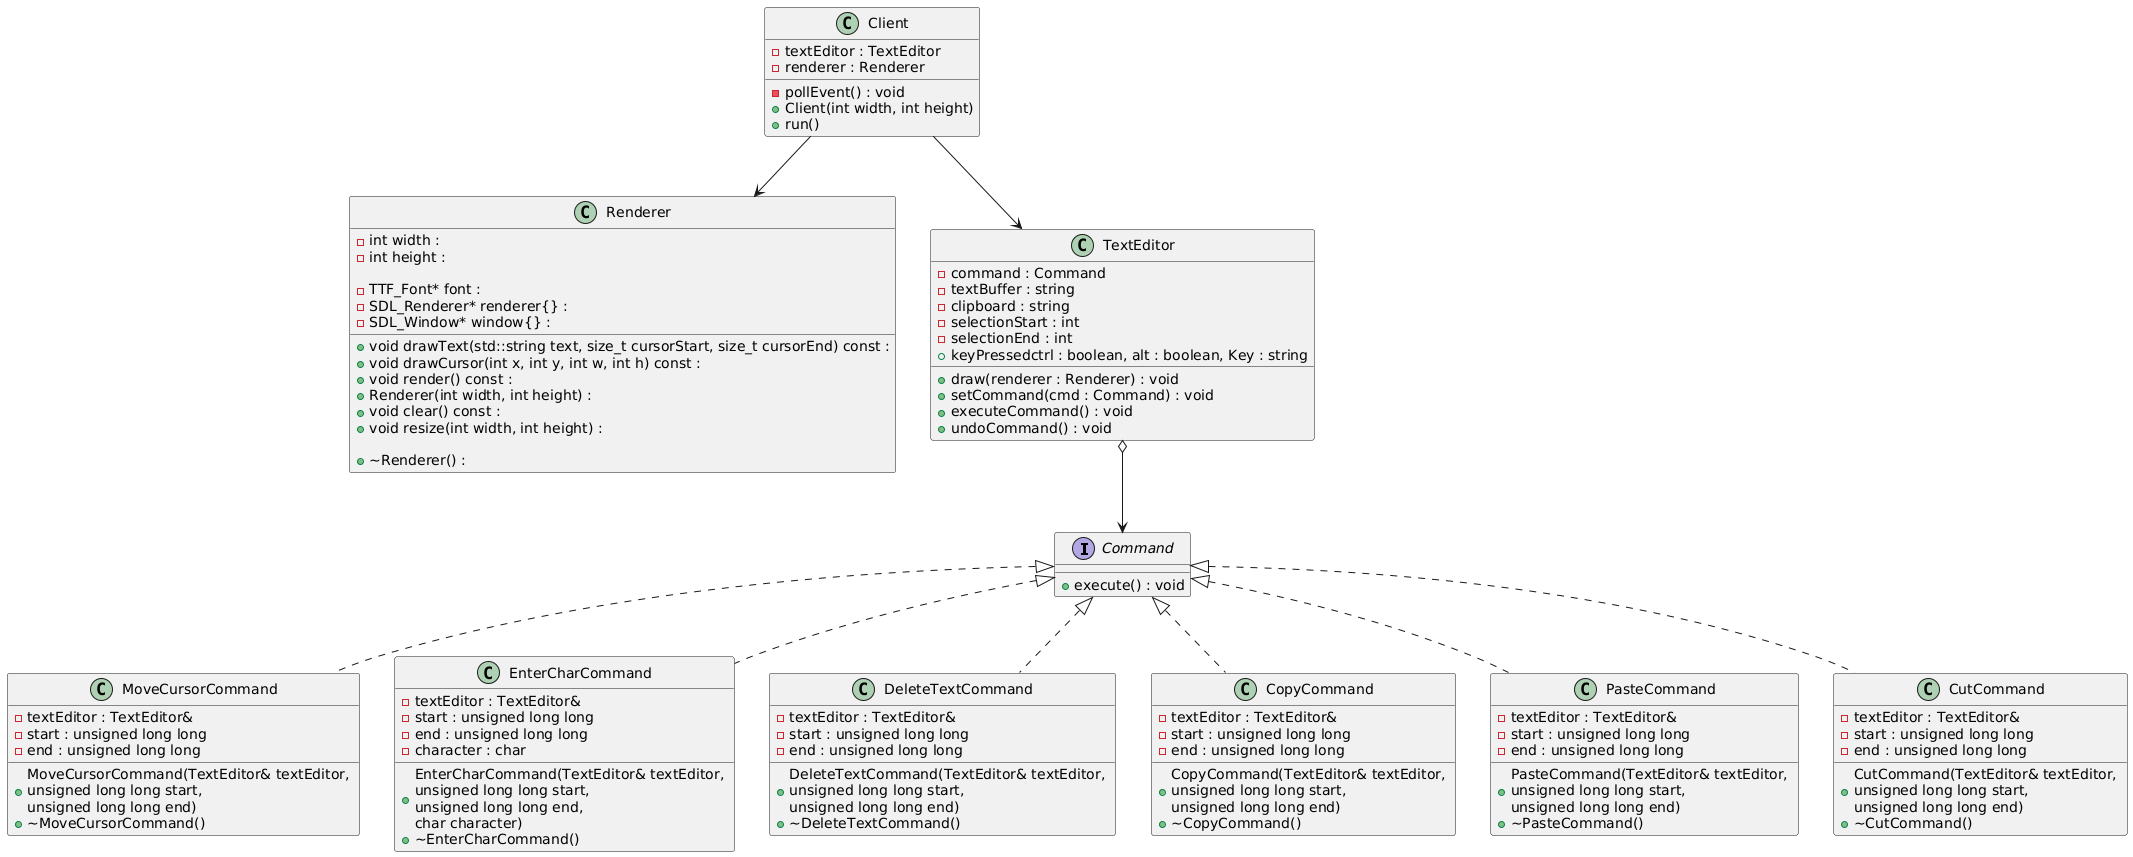 C Client
textEditor : TextEditor
renderer : Renderer
pollEvent() : void
Client(int width, int height)
run()
C Renderer
int width :
int height :
TTF_Font* font :
SDL_Renderer* renderer{} :
SDL_Window* window{} :
void drawText(std::string text, size_t cursorStart, size_t cursorEnd) const :
void drawCursor(int x, int y, int w, int h) const :
void render() const :
Renderer(int width, int height) :
void clear() const :
void resize(int width, int height) :
~Renderer() :
C TextEditor
command : Command
textBuffer : string
clipboard : string
selectionStart : int
selectionEnd : int
keyPressedctrl : boolean, alt : boolean, Key : string
draw(renderer : Renderer) : void
setCommand(cmd : Command) : void
executeCommand() : void
undoCommand() : void
I Command
execute() : void
C MoveCursorCommand
textEditor : TextEditor&
start : unsigned long long
end : unsigned long long
MoveCursorCommand(TextEditor& textEditor,
unsigned long long start,
unsigned long long end)
~MoveCursorCommand()
C EnterCharCommand
textEditor : TextEditor&
start : unsigned long long
end : unsigned long long
character : char
EnterCharCommand(TextEditor& textEditor,
unsigned long long start,
unsigned long long end,
char character)
~EnterCharCommand()
C DeleteTextCommand
textEditor : TextEditor&
start : unsigned long long
end : unsigned long long
DeleteTextCommand(TextEditor& textEditor,
unsigned long long start,
unsigned long long end)
~DeleteTextCommand()
C CopyCommand
textEditor : TextEditor&
start : unsigned long long
end : unsigned long long
CopyCommand(TextEditor& textEditor,
unsigned long long start,
unsigned long long end)
~CopyCommand()
C PasteCommand
textEditor : TextEditor&
start : unsigned long long
end : unsigned long long
PasteCommand(TextEditor& textEditor,
unsigned long long start,
unsigned long long end)
~PasteCommand()
C CutCommand
textEditor : TextEditor&
start : unsigned long long
end : unsigned long long
CutCommand(TextEditor& textEditor,
unsigned long long start,
unsigned long long end)
~CutCommand()